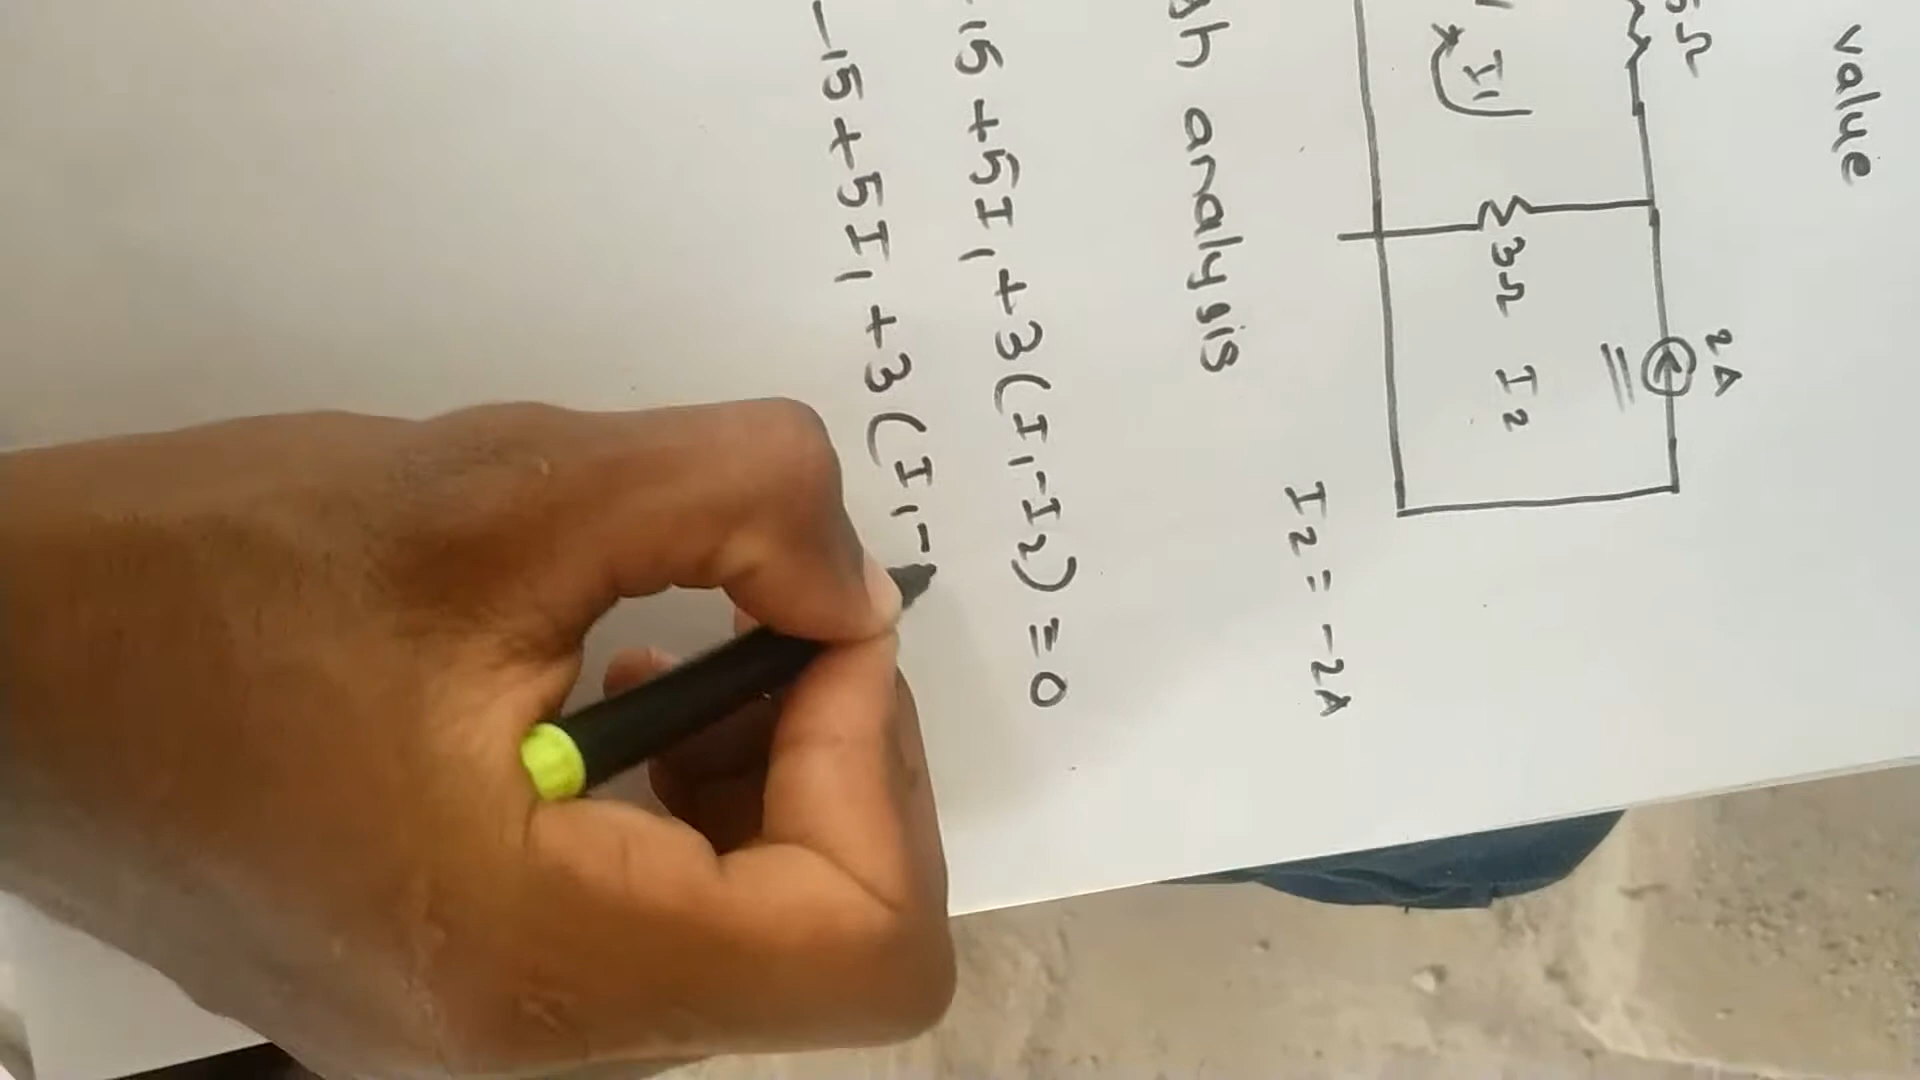 value
5Ω
2A
I1
3Ω
I2
I2 = -2A
sh analysis
-15 + 5I1 + 3(I1-I2) = 0
-15 + 5I1 + 3(I1-